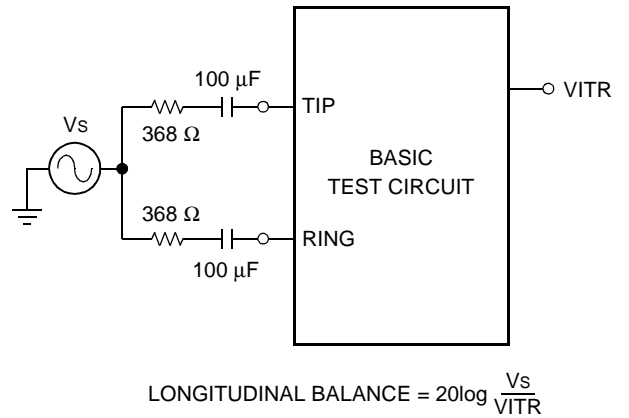 100 μF
TIP
VITR
VS
368 Ω
BASIC
TEST CIRCUIT
368 Ω
RING
100 μF
LONGITUDINAL BALANCE = 20log VS
VITR